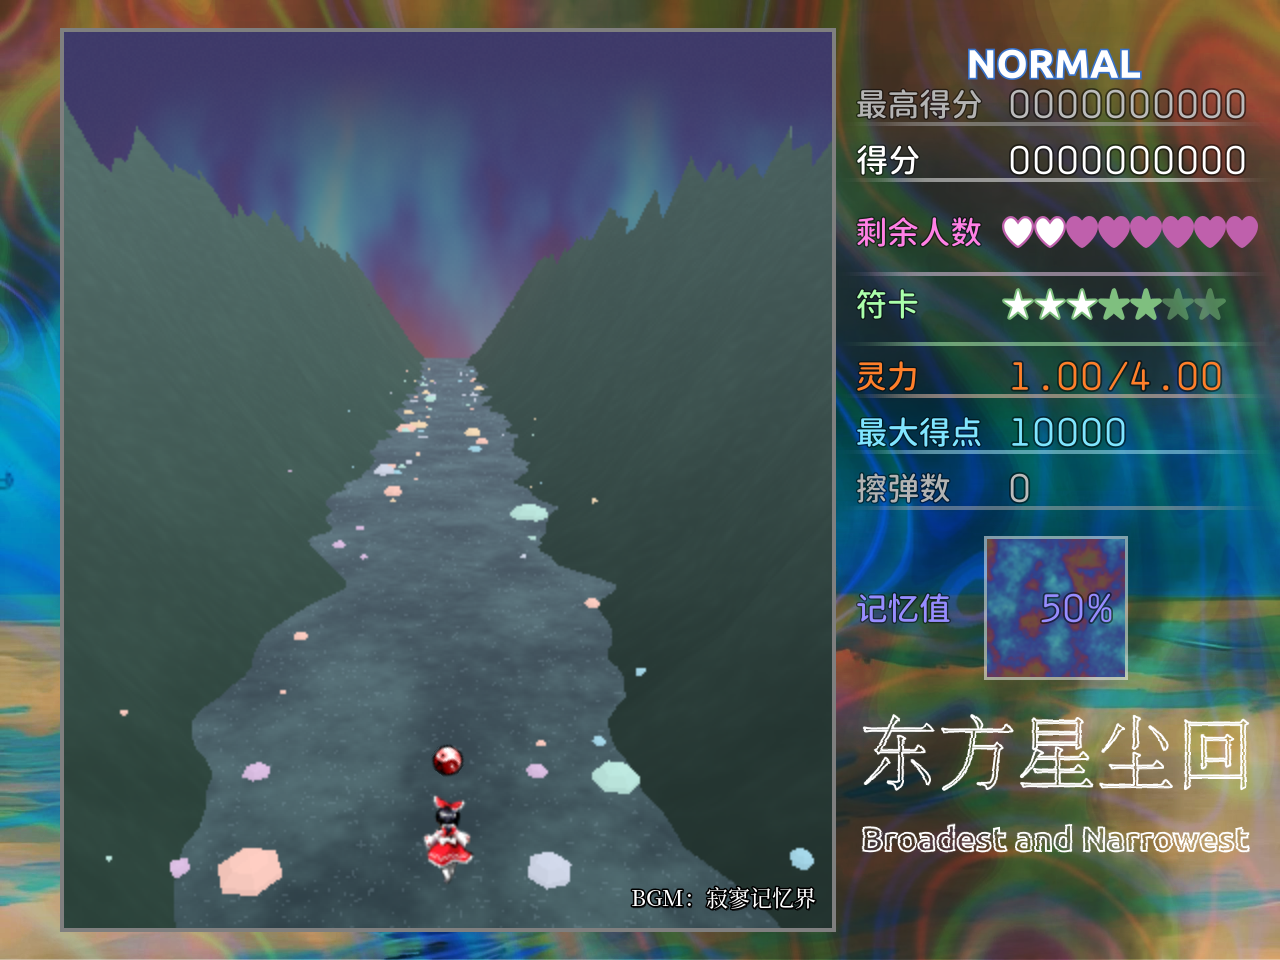 NORMAL
最高得分 0000000000
得分 0000000000
剩余人数
符卡
灵力 1.00/4.00
最大得点 10000
擦弹数 0
记忆值 50%
东方星尘回
Broadest and Narrowest
BGM：寂寥记忆界